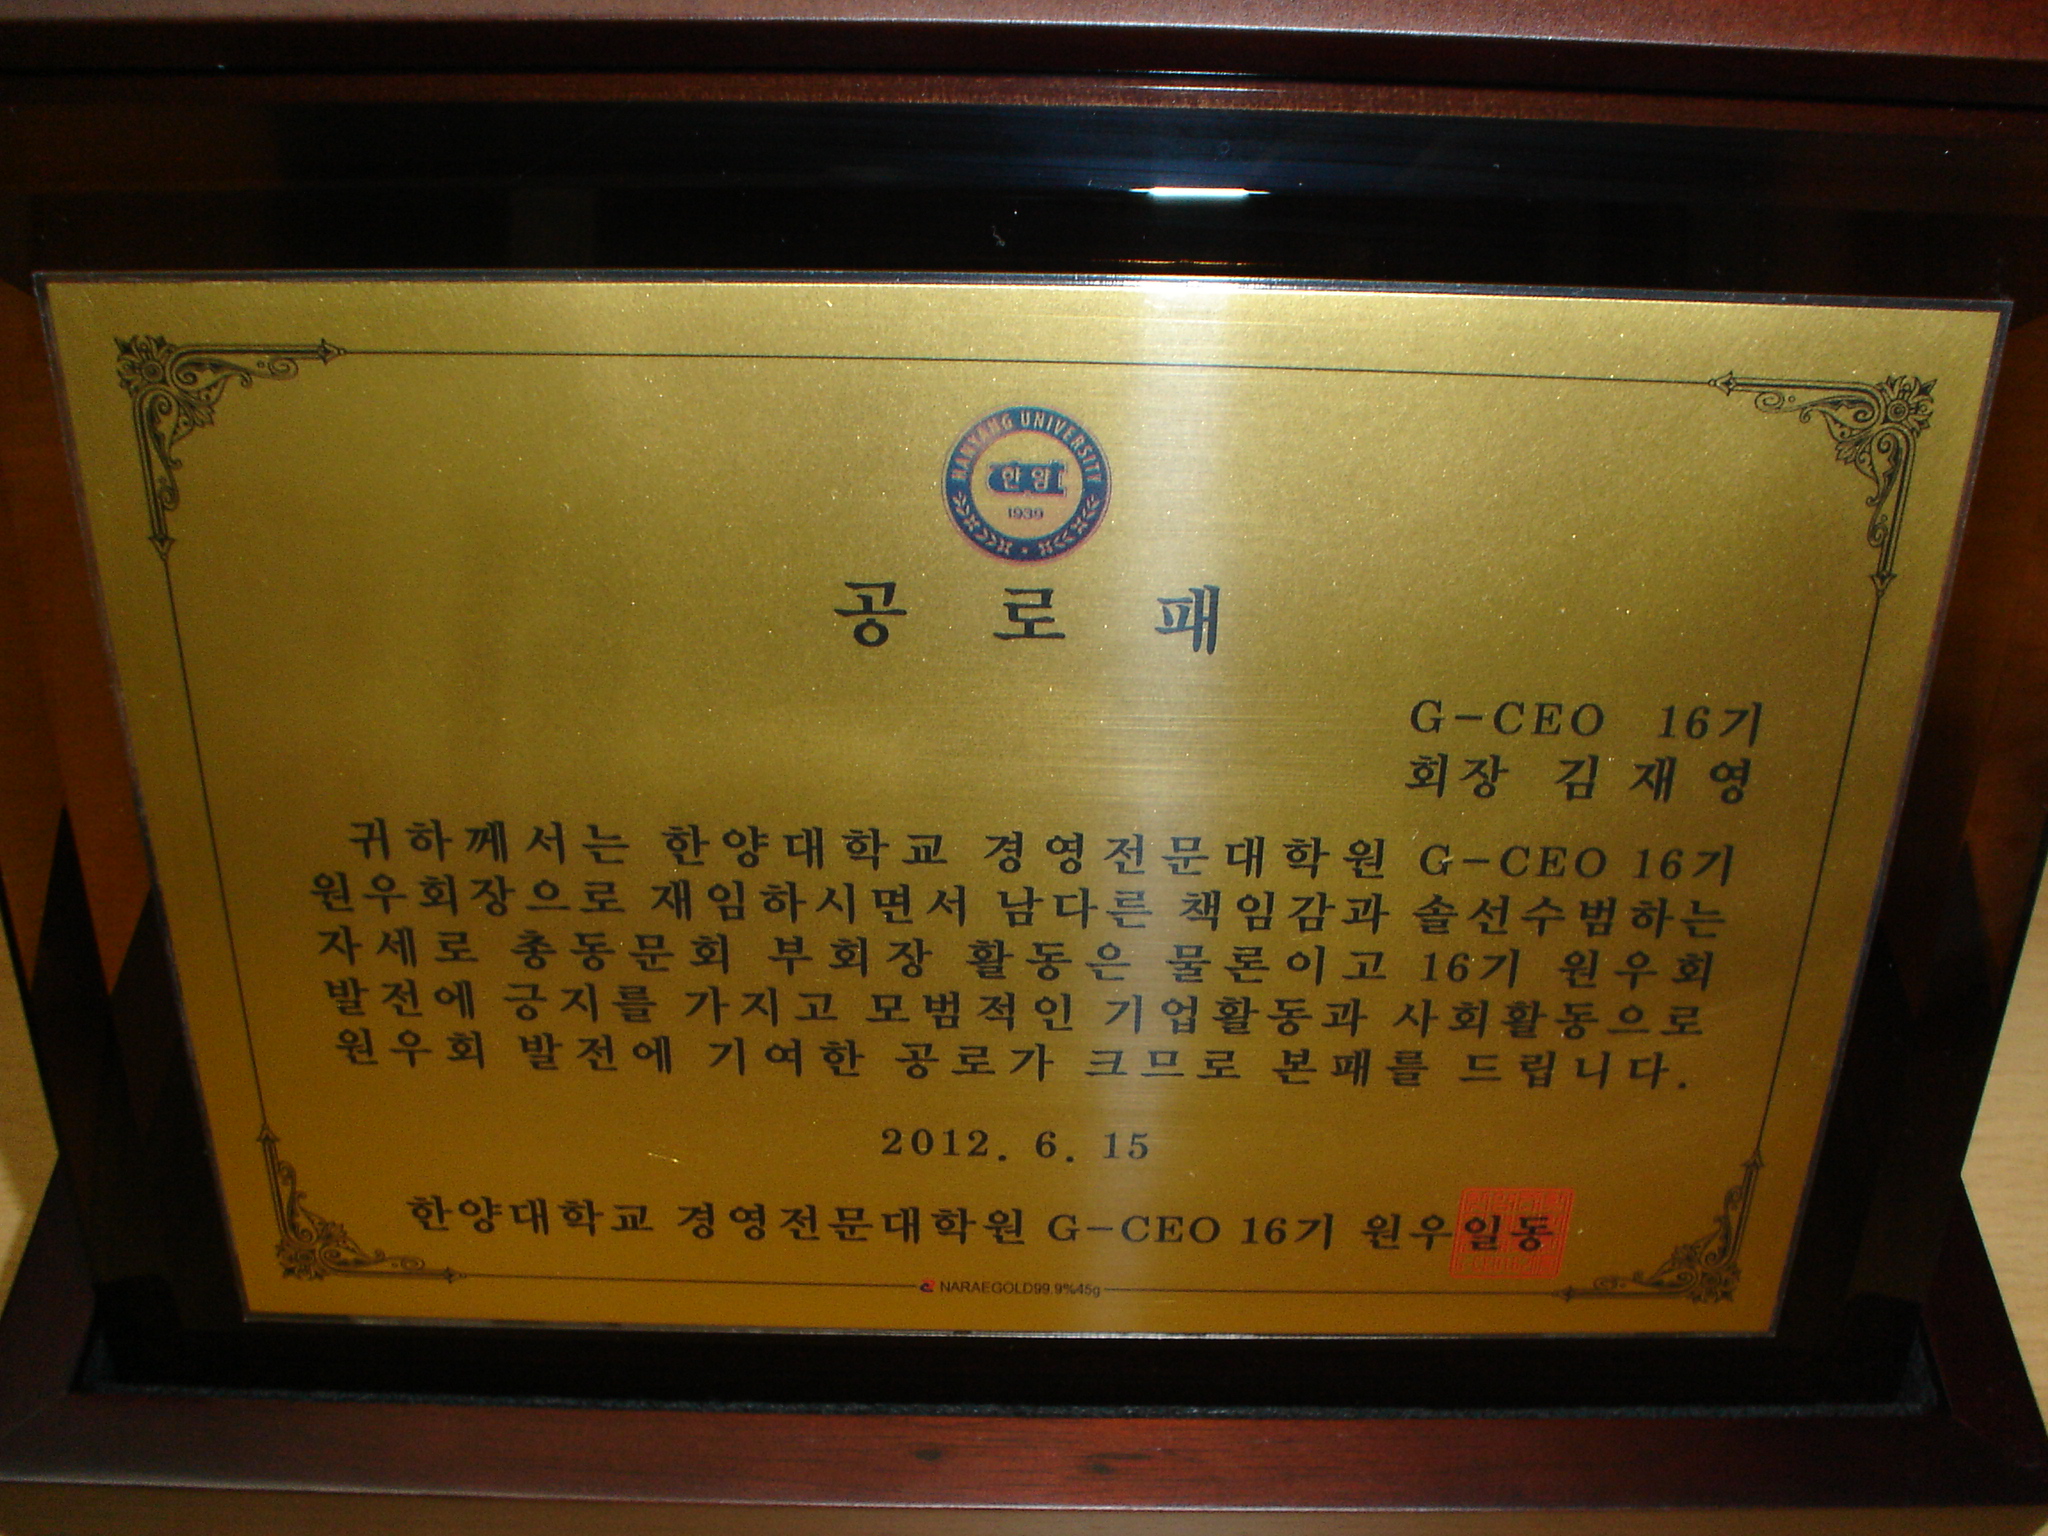 HANYANG UNIVERSITY
한양
1939
공 로 패
G-CEO 16기
회장 김 재 영
귀하께서는 한양대학교 경영전문대학원 G-CEO 16기
원우회장으로 재임하시면서 남다른 책임감과 솔선수범하는
자세로 총동문회 부회장 활동은 물론이고 16기 원우회
발전에 긍지를 가지고 모범적인 기업활동과 사회활동으로
원우회 발전에 기여한 공로가 크므로 본패를 드립니다.
2012. 6. 15
한양대학교 경영전문대학원 G-CEO 16기 원우일동
NARAEGOLD99.9%45g